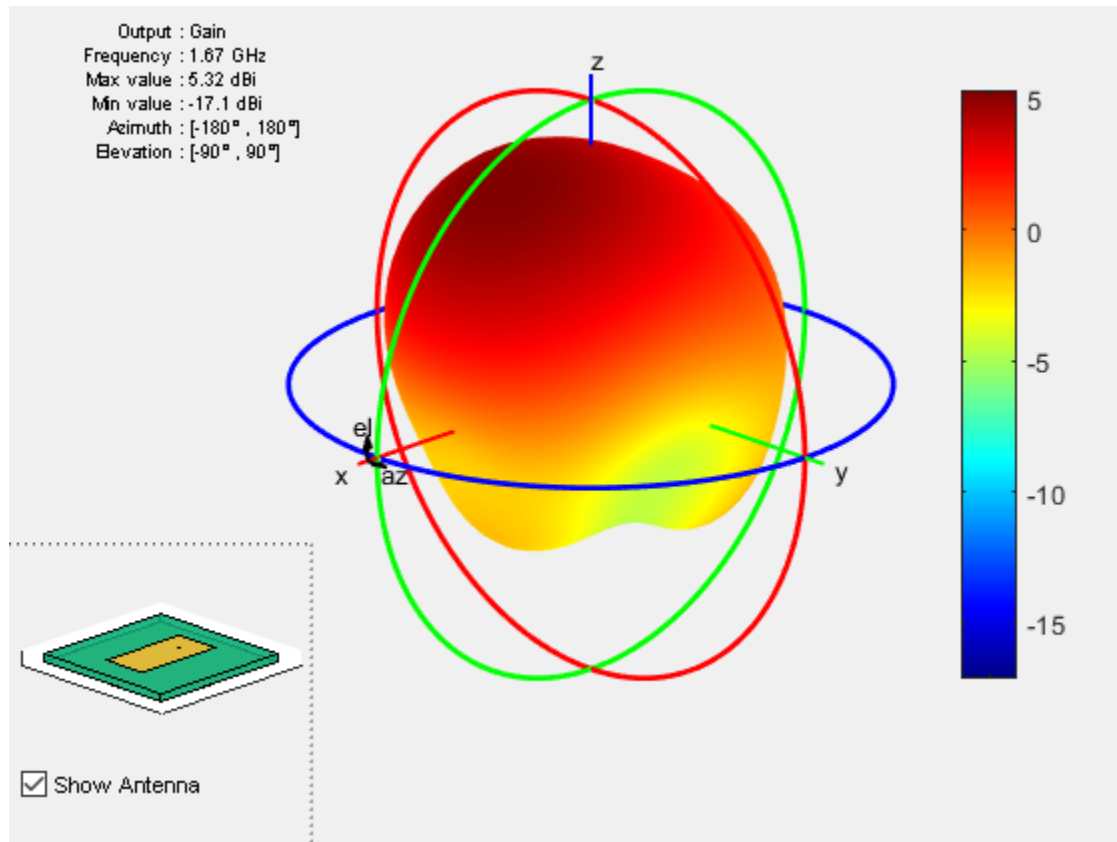 Output : Gain
Frequency : 1.67 GHz
Max value : 5.32 dBi
Min value : -17.1 dBi
Azimuth : [-180° , 180°]
Elevation : [-90° , 90°]
z
5
0
-5
-10
-15
el
x
az
y
Show Antenna